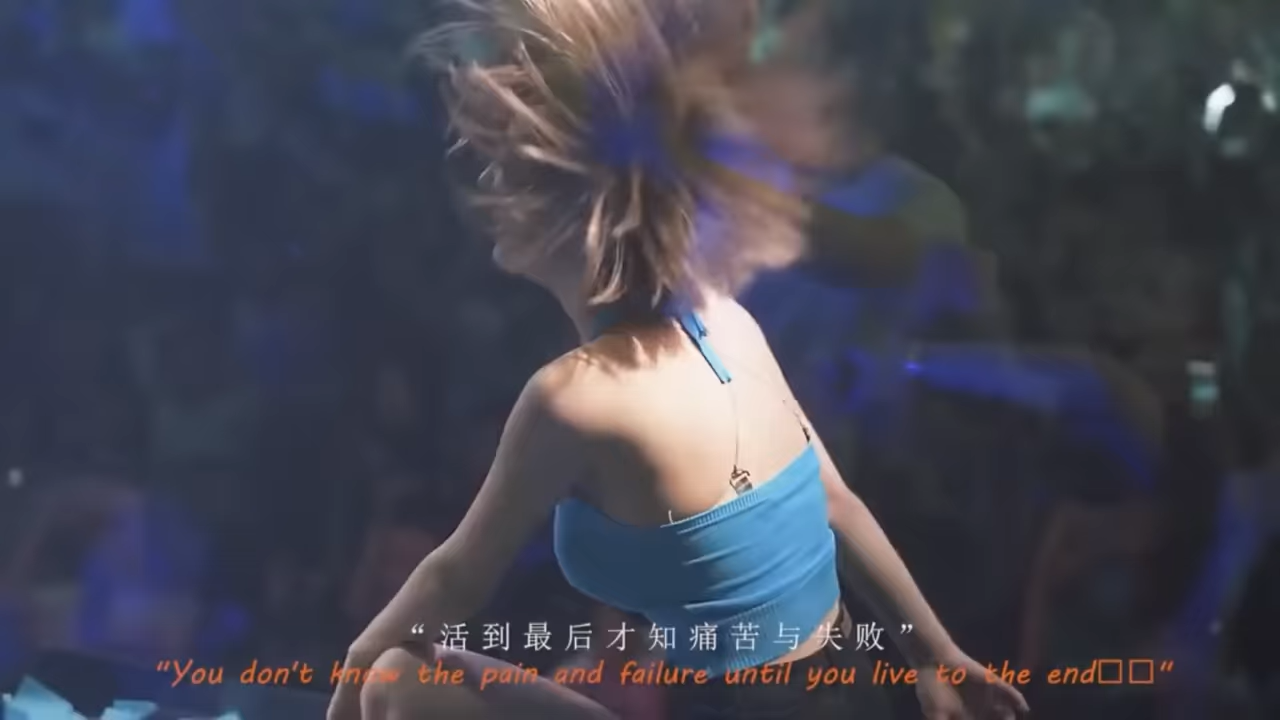 “活到最后才知痛苦与失败”
“You don't know the pain and failure until you live to the end□□“